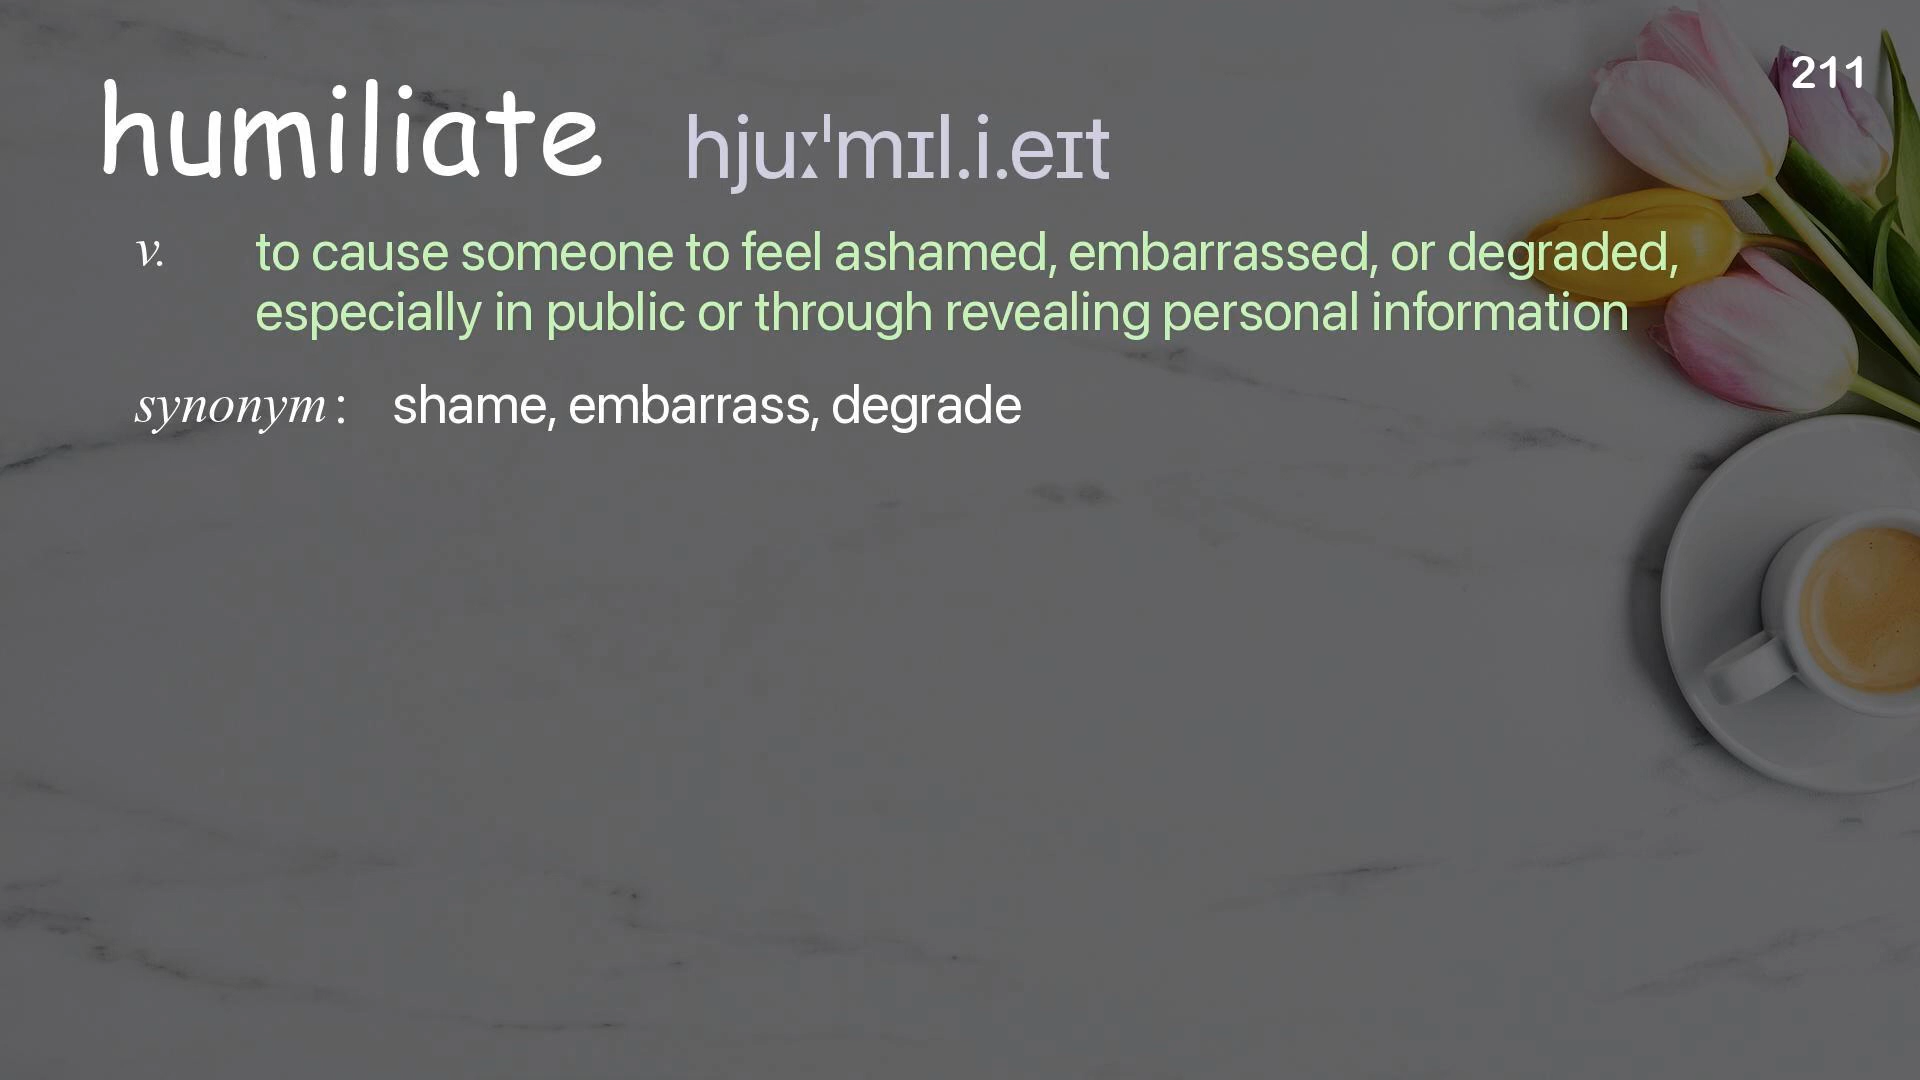 211
humiliate hjuːˈmɪl.i.eɪt
v. to cause someone to feel ashamed, embarrassed, or degraded,
especially in public or through revealing personal information
synonym : shame, embarrass, degrade